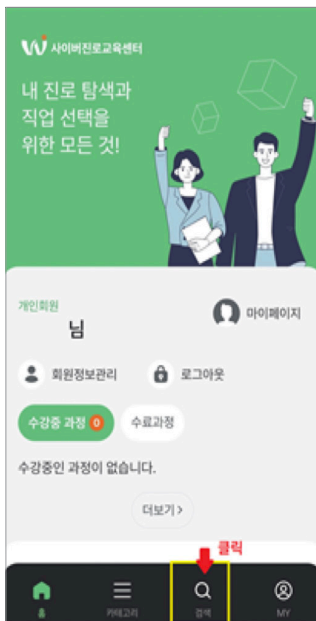 사이버진로교육센터
내 진로 탐색과
직업 선택을
위한 모든 것!
개인회원
님
마이페이지
회원정보관리
로그아웃
수강중 과정 0
수료과정
수강중인 과정이 없습니다.
더보기 >
클릭
홈
카테고리
검색
MY